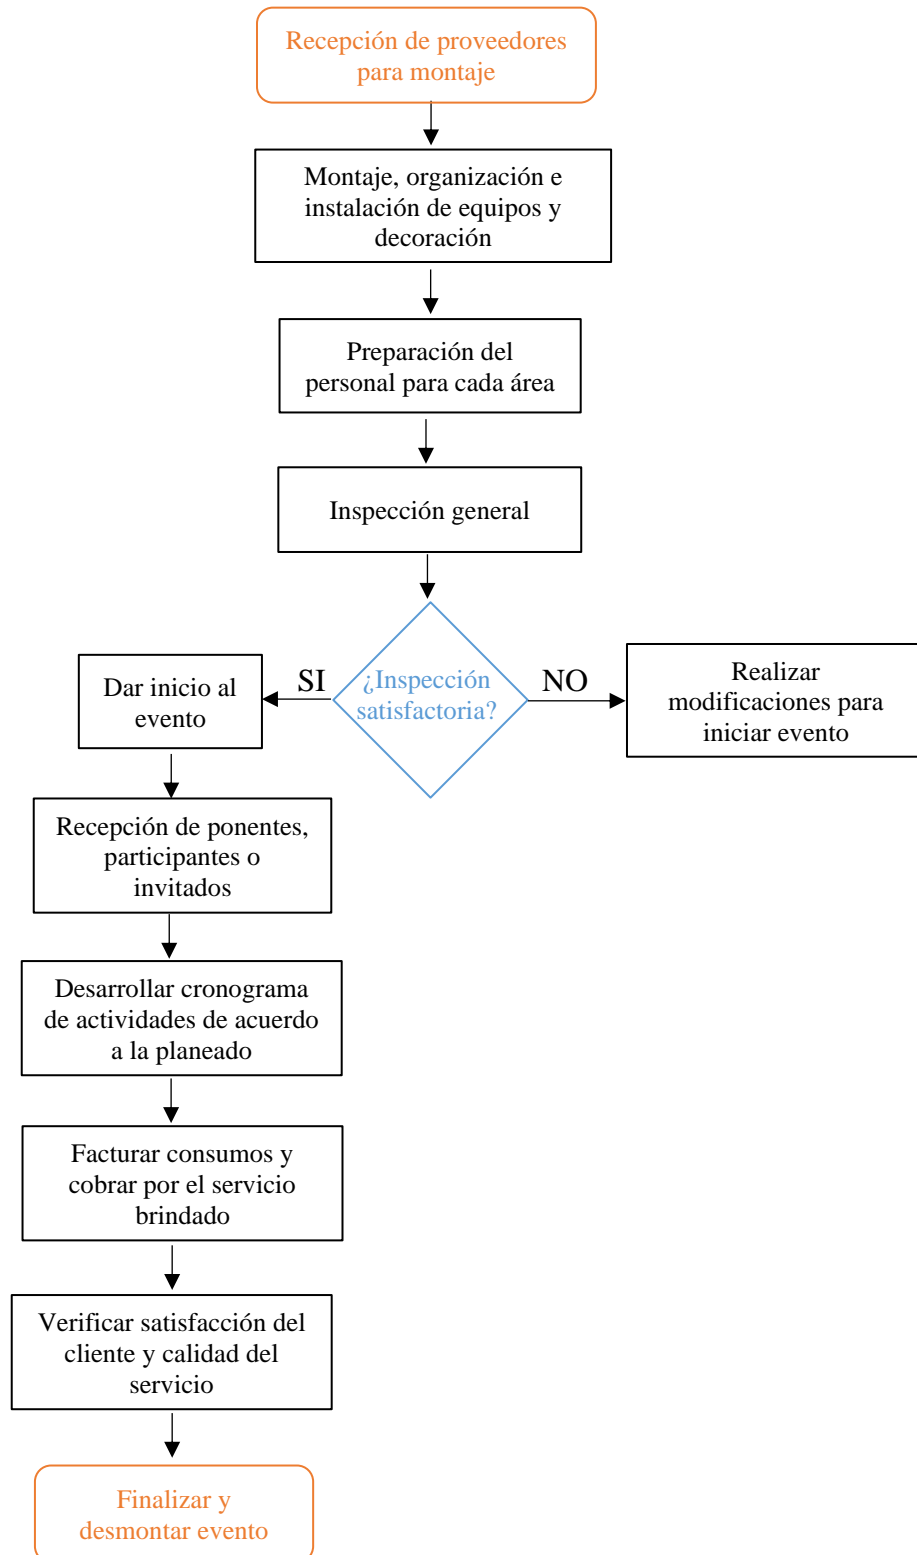 Recepción de proveedores
para montaje
Montaje, organización e
instalación de equipos y
decoración
Preparación del
personal para cada área
Inspección general
¿Inspección
satisfactoria?
SI
NO
Dar inicio al
evento
Realizar
modificaciones para
iniciar evento
Recepción de ponentes,
participantes o
invitados
Desarrollar cronograma
de actividades de acuerdo
a la planeado
Facturar consumos y
cobrar por el servicio
brindado
Verificar satisfacción del
cliente y calidad del
servicio
Finalizar y
desmontar evento